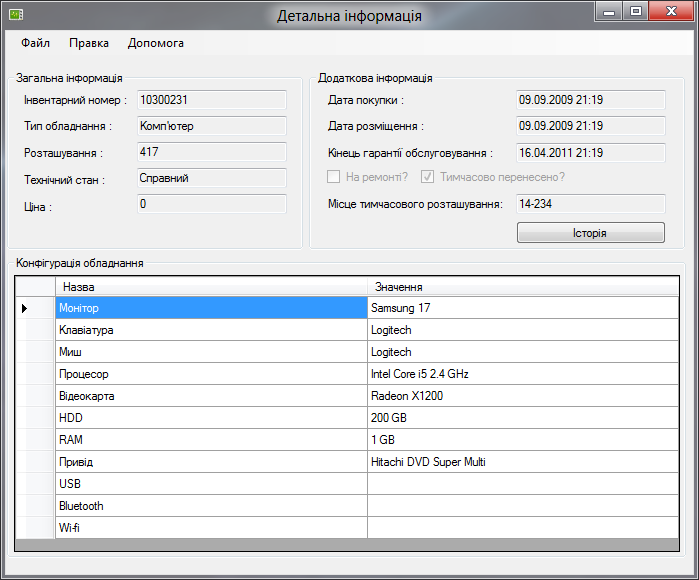 Детальна інформація
Файл Правка Допомога
Загальна інформація
Інвентарний номер : 10300231
Тип обладнання : Комп'ютер
Розташування : 417
Технічний стан : Справний
Ціна : 0
Додаткова інформація
Дата покупки : 09.09.2009 21:19
Дата розміщення : 09.09.2009 21:19
Кінець гарантії обслуговування : 16.04.2011 21:19
На ремонті? Тимчасово перенесено?
Місце тимчасового розташування: 14-234
Історія
Конфігурація обладнання
Назва Значення
Монітор Samsung 17
Клавіатура Logitech
Миш Logitech
Процесор Intel Core i5 2.4 GHz
Відеокарта Radeon X1200
HDD 200 GB
RAM 1 GB
Привід Hitachi DVD Super Multi
USB
Bluetooth
Wi-fi